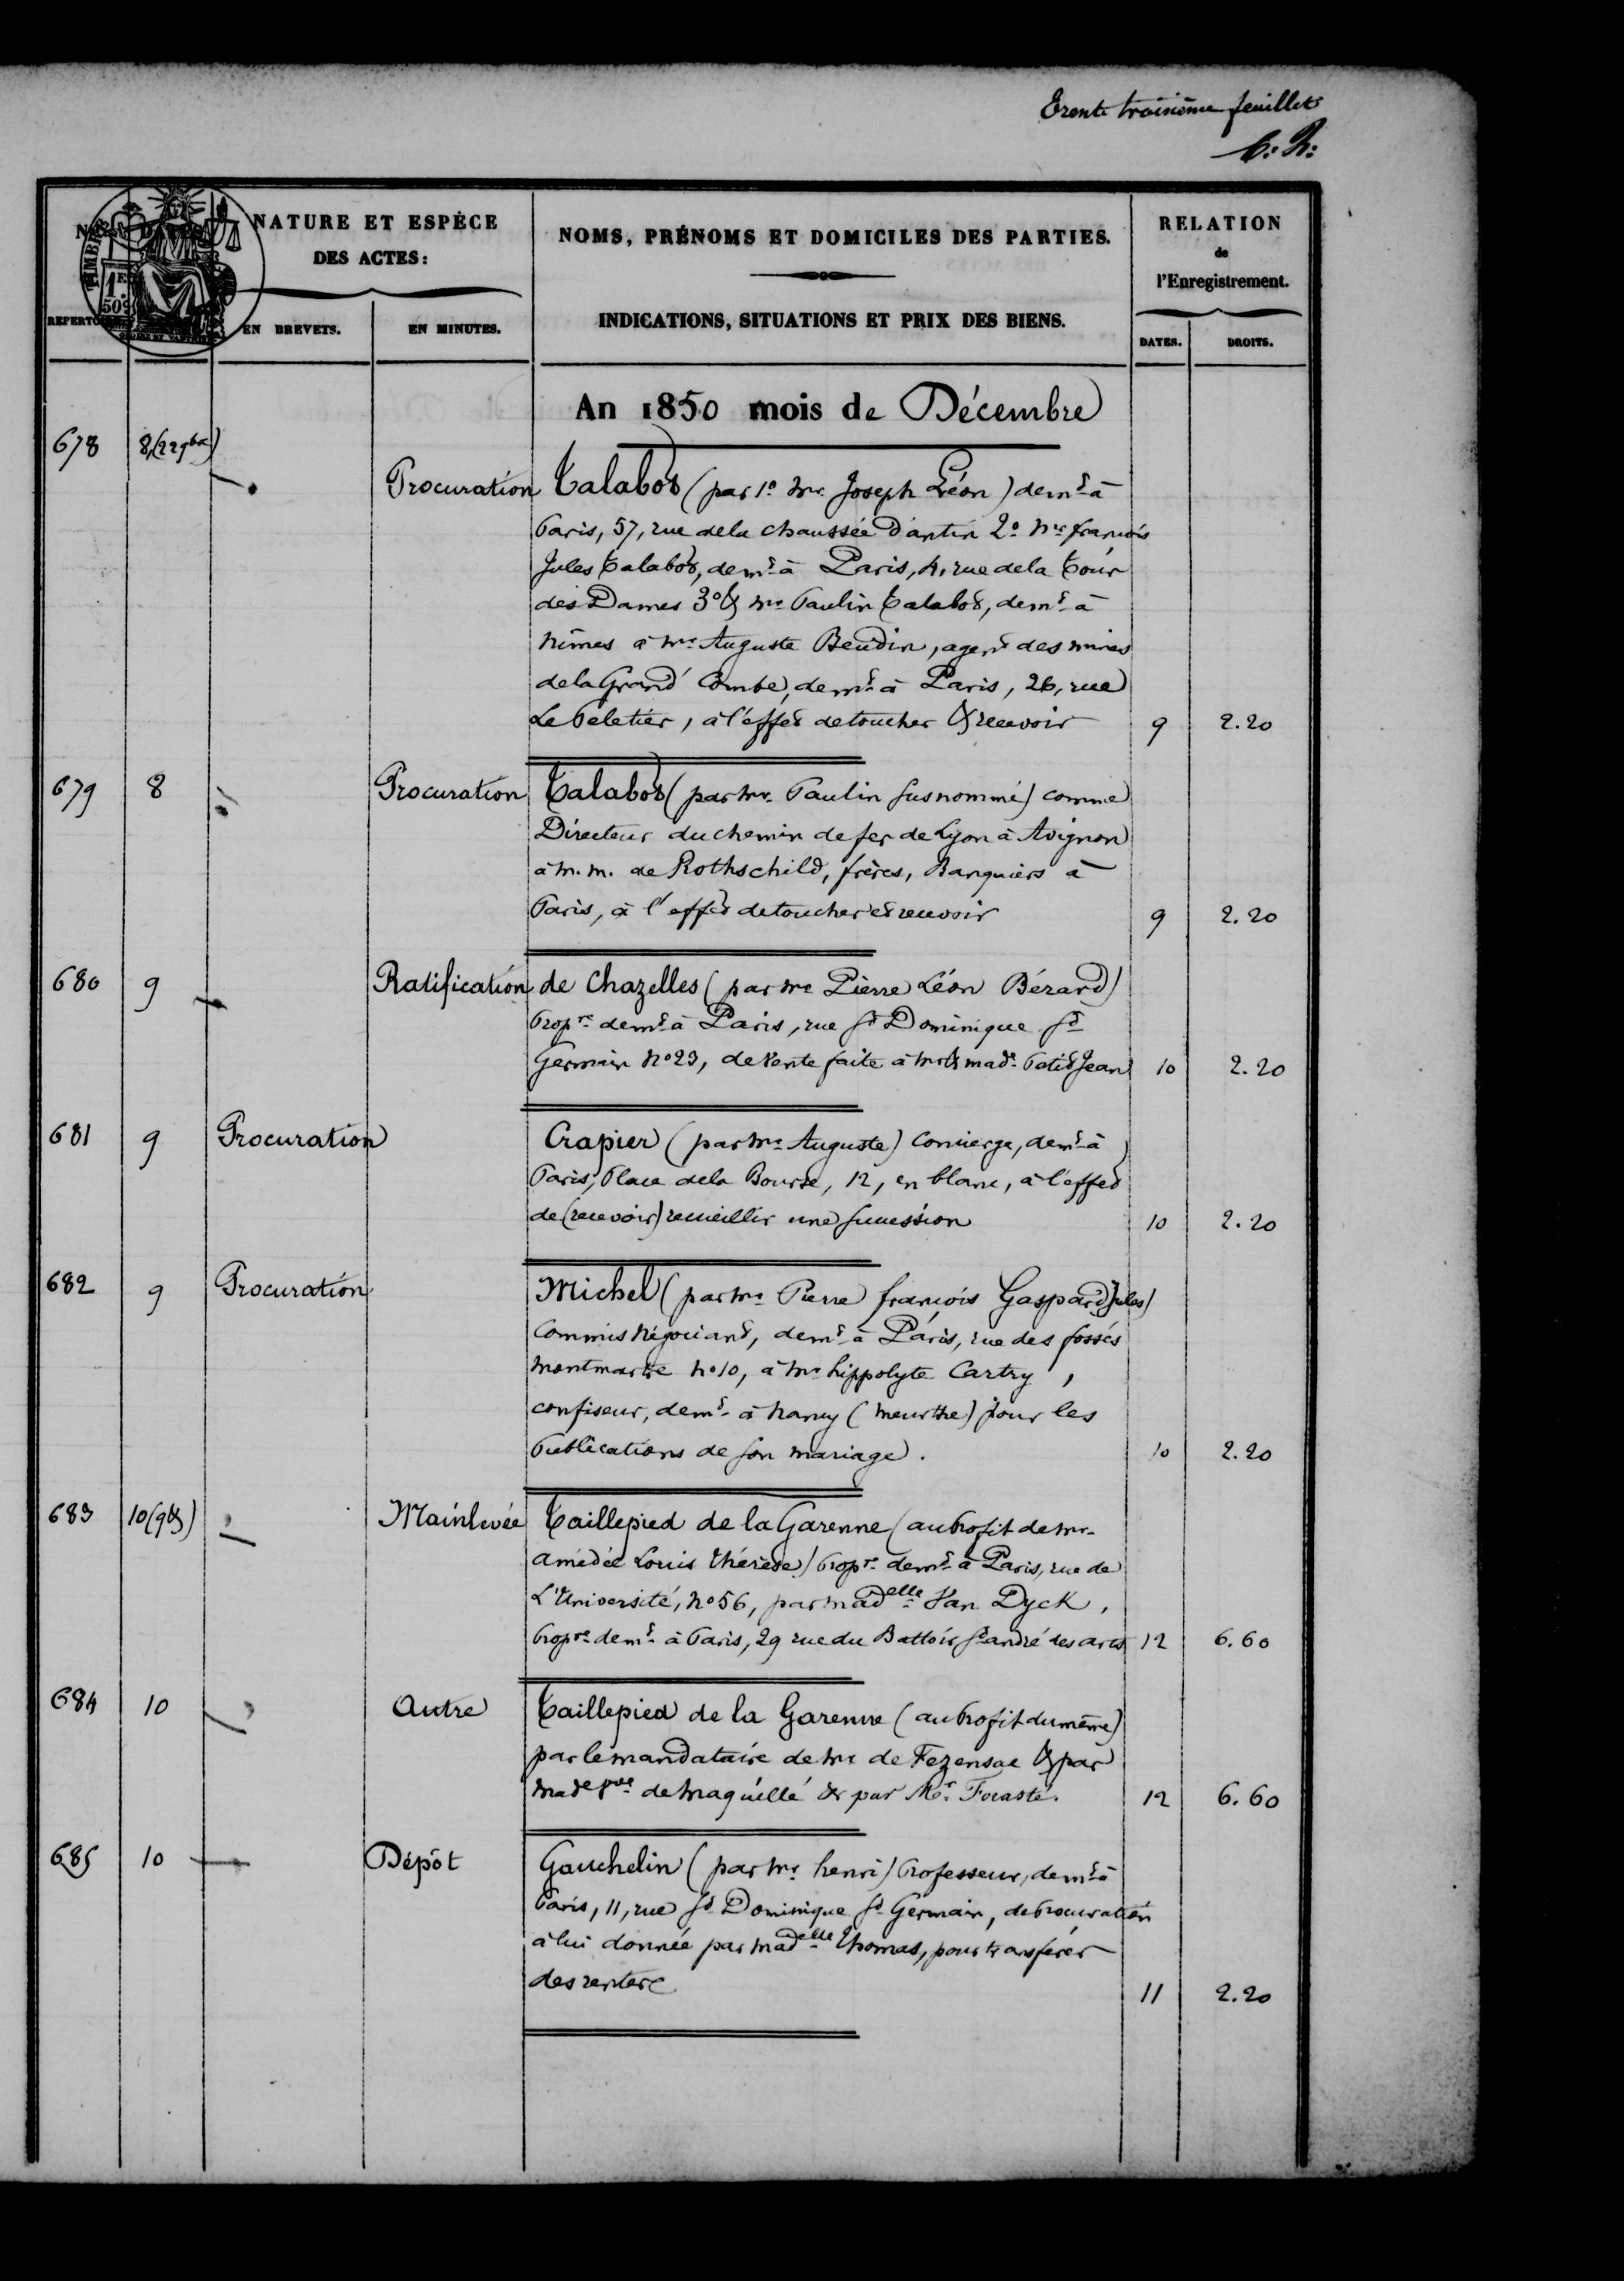 Trente troisième feuillet
NATURE ET ESPÈCE
DES ACTES:
NOMS, PRÉNOMS ET DOMICILES DES PARTIES.
INDICATIONS, SITUATIONS ET PRIX DES BIENS.
RELATION
de
l'Enregistrement.
EN BREVETS. EN MINUTES. DATES. DROITS.
An 1850 mois de Décembre
678 8,(22 9bre)
Procuration Talabot (par 1º Mr. Joseph Léon) demt à
Paris, 57, rue de la chaussée d'antin 2º Mr françois
Jules Talabot, demt à Paris, 4, rue de la Tour
des Dames 3º & Mr Paulin Talabot, demt à
Nîmes à Mr Auguste Beudin, agent des mines
de la Grand' Combe, demt à Paris, 26, rue
Le Peletier, à l'effet de toucher & recevoir 9 2.20
679 8 Procuration Talabot (par Mr. Paulin susnommé) comme
Directeur du chemin de fer de Lyon à Avignon
à M. M. de Rothschild, frères, Banquiers à
Paris, à l'effet de toucher et recevoir 9 2.20
680 9 Ratification de Chazelles (par Mr Pierre Léon Bérard)
Propre demt à Paris, rue St Dominique St
Germain No 23, de Vente faite à Mr & made Petit Jean 10 2.20
681 9 Procuration Crapier (par Mr Auguste) Concierge, demt à
Paris, Place de la Bourse, 12, en blanc, à l'effet
de (recevoir) recueillir une succession 10 2.20
682 9 Procuration Michel (par Mr Pierre françois Gaspard Jules)
Commis Négociant, demt à Paris, rue des fossés
Montmartre No 10, à Mr hippolyte Cartry,
confiseur, demt à Nancy (Meurthe) pour les
Publications de son mariage. 10 2.20
683 10 (9 &) Mainlevée Taillepied de la Garenne (au Profit de Mr
Amédée Louis Thérèse) Propre demt à Paris, rue de
L'Université, No 56, par Madelle Van Dyck,
Propre demt à Paris, 29 rue du Battoir St andré des arts 12 6.60
684 10 Autre Taillepied de la Garenne (au Profit du même)
par le mandataire de Mr de Fezensac & par
Made Vve de Maquillé & par Mr. Forasté. 12 6.60
685 10 Dépôt Gauchelin (par Mr henri) Professeur, demt à
Paris, 11, rue St Dominique St Germain, de Procuration
à lui donnée par Madelle Thomas, pour transférer
des rentes 11 2.20